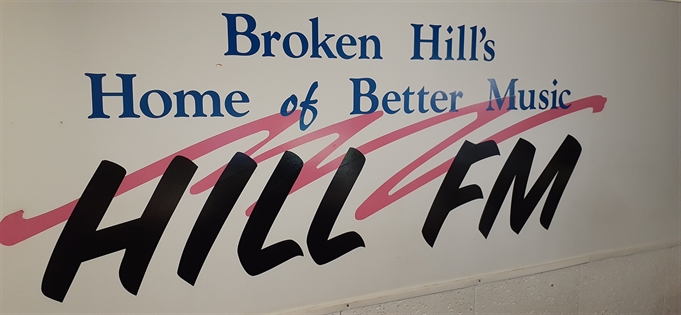 Broken Hill's
Home of Better Music
HILL FM